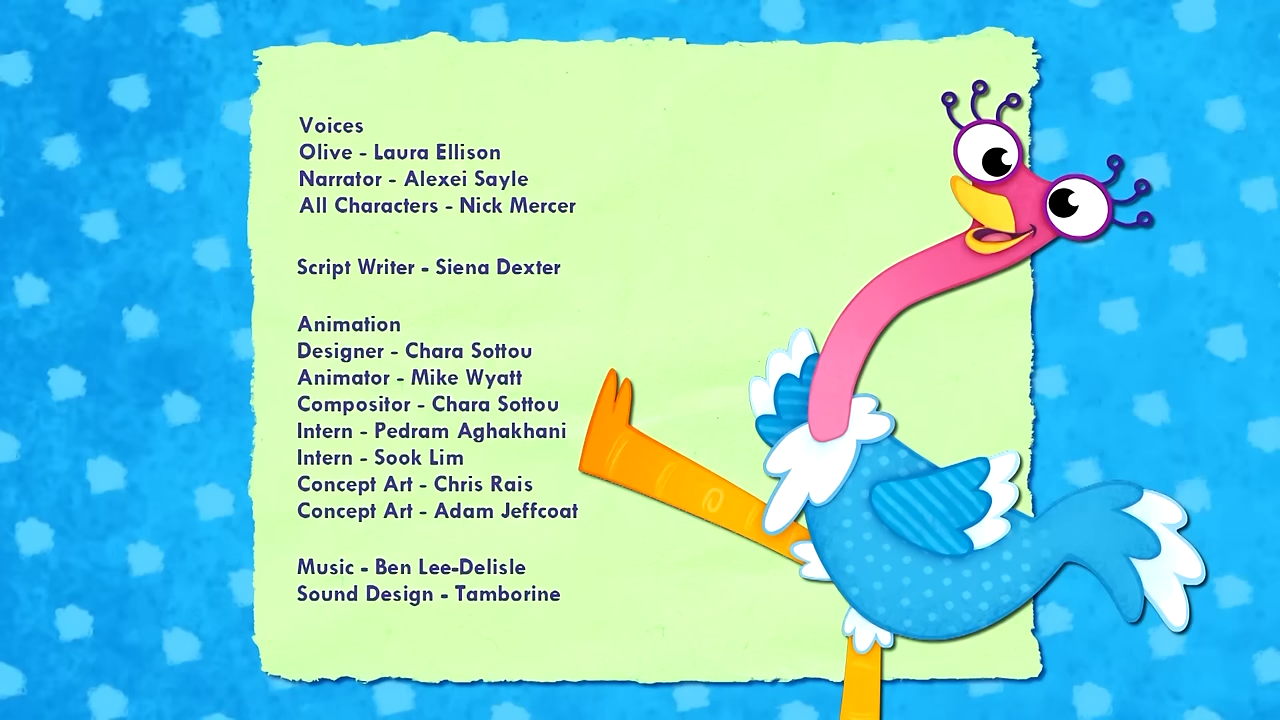 Voices
Olive - Laura Ellison
Narrator - Alexei Sayle
All Characters - Nick Mercer
Script Writer - Siena Dexter
Animation
Designer - Chara Sottou
Animator - Mike Wyatt
Compositor - Chara Sottou
Intern - Pedram Aghakhani
Intern - Sook Lim
Concept Art - Chris Rais
Concept Art - Adam Jeffcoat
Music - Ben Lee-Delisle
Sound Design - Tamborine